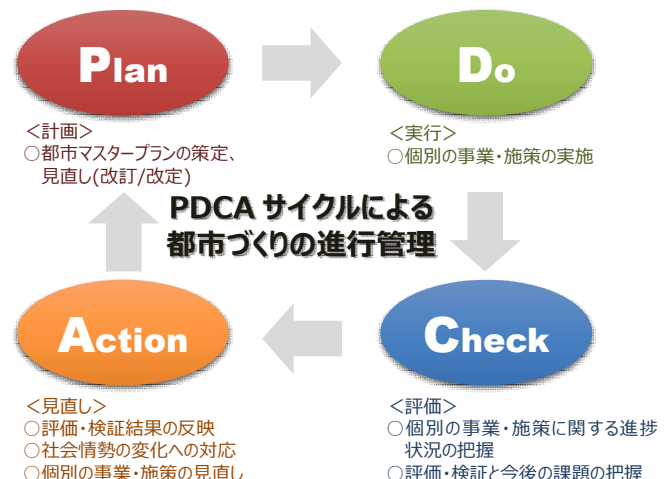 Plan
Do
<計画>
○都市マスタープランの策定、
見直し(改訂/改定)
<実行>
○個別の事業・施策の実施
PDCA サイクルによる
都市づくりの進行管理
Action
Check
<見直し>
○評価・検証結果の反映
○社会情勢の変化への対応
○個別の事業・施策の見直し
<評価>
○個別の事業・施策に関する進捗
状況の把握
○評価・検証と今後の課題の把握